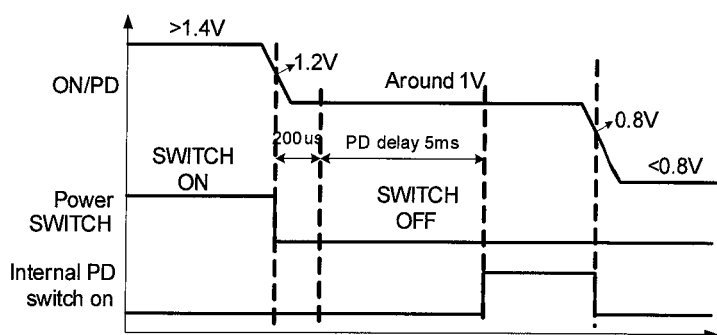 >1.4V
ON/PD
1.2V
Around 1V
0.8V
200us
PD delay 5ms
<0.8V
SWITCH
ON
Power
SWITCH
SWITCH
OFF
Internal PD
switch on